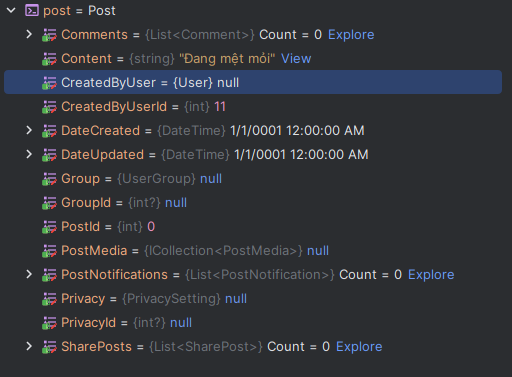 post = Post
Comments = {List<Comment>} Count = 0 Explore
Content = {string} "Đang mệt mỏi" View
CreatedByUser = {User} null
CreatedByUserId = {int} 11
DateCreated = {DateTime} 1/1/0001 12:00:00 AM
DateUpdated = {DateTime} 1/1/0001 12:00:00 AM
Group = {UserGroup} null
GroupId = {int?} null
PostId = {int} 0
PostMedia = {ICollection<PostMedia>} null
PostNotifications = {List<PostNotification>} Count = 0 Explore
Privacy = {PrivacySetting} null
PrivacyId = {int?} null
SharePosts = {List<SharePost>} Count = 0 Explore